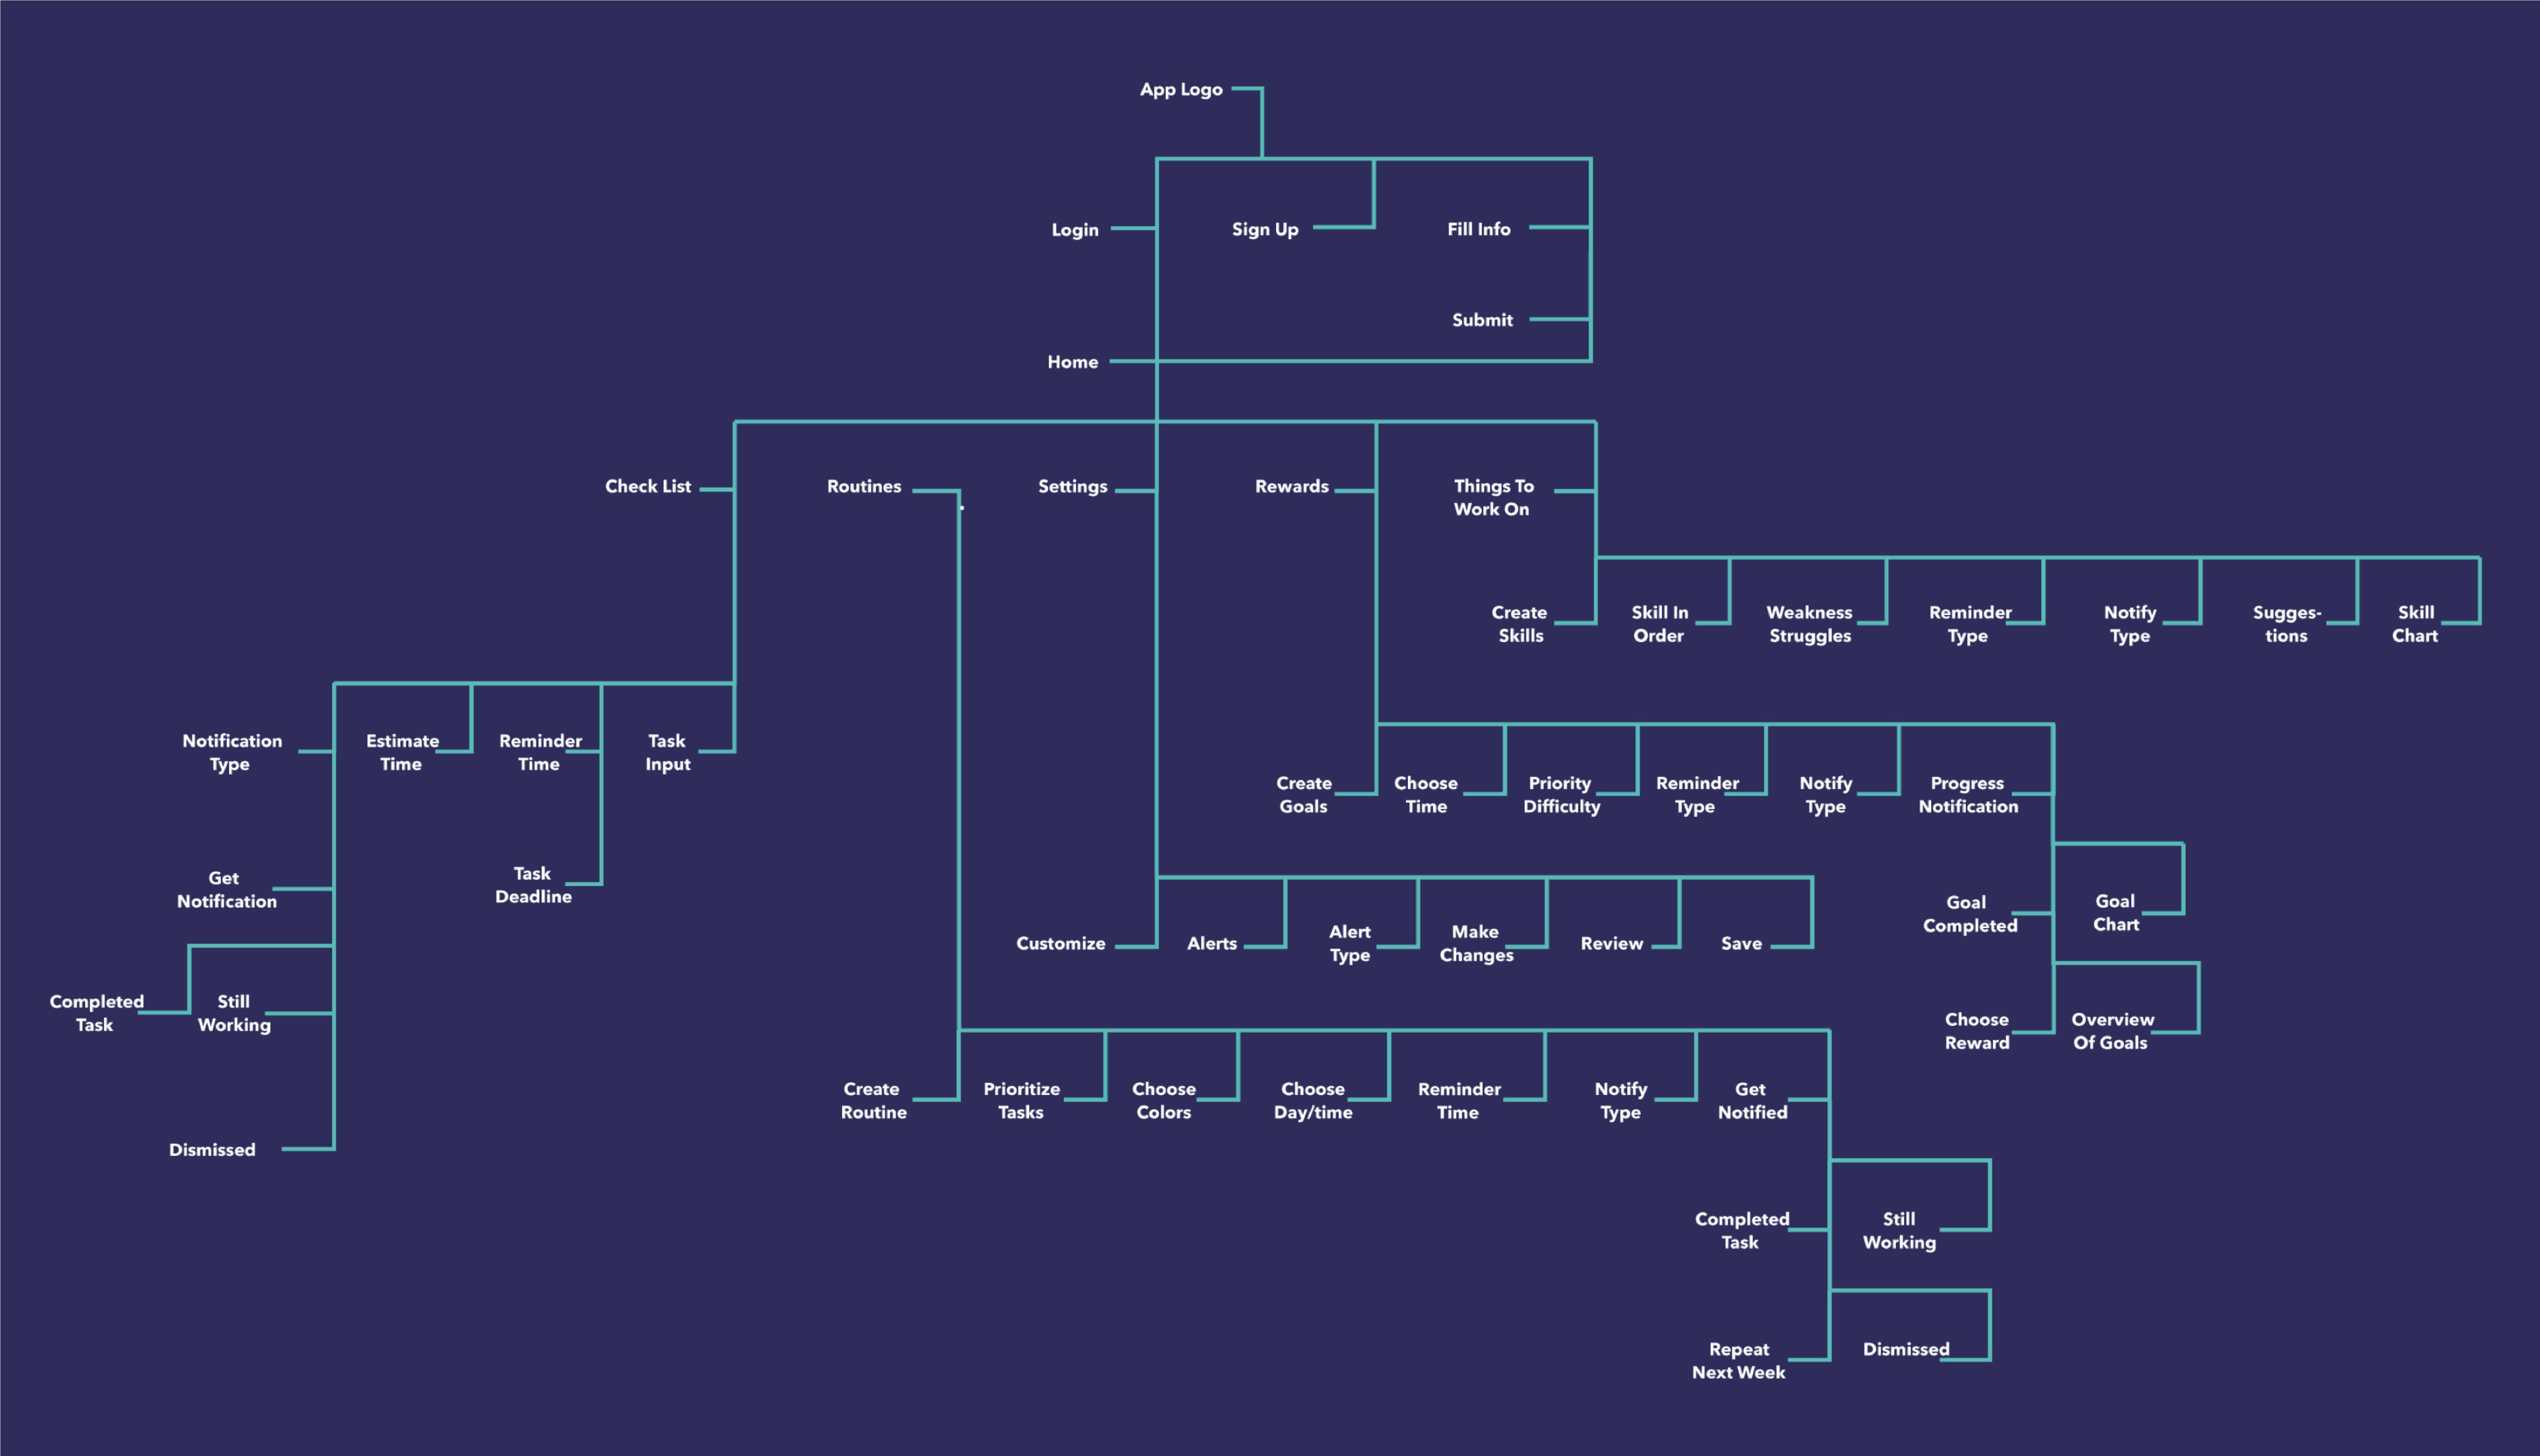 App Logo
Login
Sign Up
Fill Info
Submit
Home
Check List
Routines
Settings
Rewards
Things To
Work On
Create
Skills
Skill In
Order
Weakness
Struggles
Reminder
Type
Notify
Type
Sugges-
tions
Skill
Chart
Notification
Type
Estimate
Time
Reminder
Time
Task
Input
Create
Goals
Choose
Time
Priority
Difficulty
Reminder
Type
Notify
Type
Progress
Notification
Get
Notification
Task
Deadline
Goal
Completed
Goal
Chart
Customize
Alerts
Alert
Type
Make
Changes
Review
Save
Completed
Task
Still
Working
Choose
Reward
Overview
Of Goals
Create
Routine
Prioritize
Tasks
Choose
Colors
Choose
Day/time
Reminder
Time
Notify
Type
Get
Notified
Dismissed
Completed
Task
Still
Working
Repeat
Next Week
Dismissed